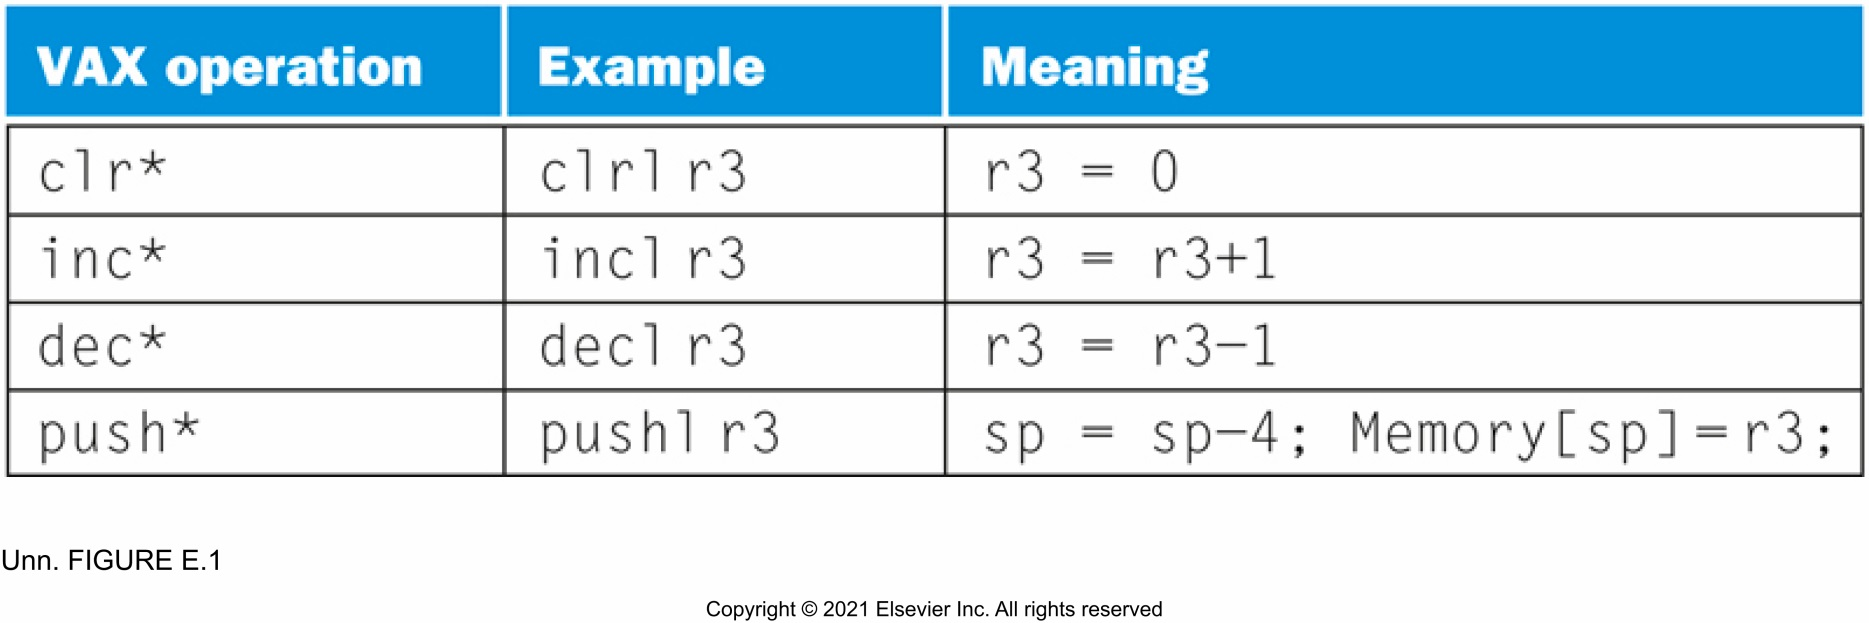 VAX operation Example Meaning
clr* clrl r3 r3 = 0
inc* incl r3 r3 = r3+1
dec* decl r3 r3 = r3−1
push* pushl r3 sp = sp−4; Memory[sp]=r3;
Unn. FIGURE E.1
Copyright © 2021 Elsevier Inc. All rights reserved